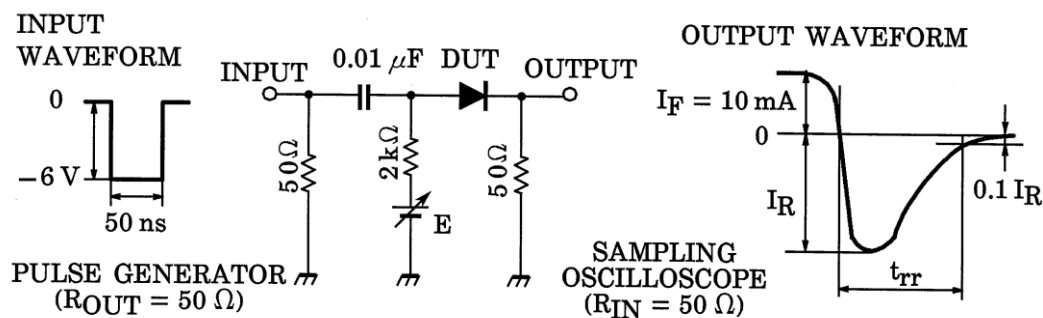 INPUT
WAVEFORM
0
−6 V
50 ns
PULSE GENERATOR
(ROUT = 50 Ω)
INPUT
0.01 μF
DUT
OUTPUT
50Ω
2kΩ
E
50Ω
SAMPLING
OSCILLOSCOPE
(RIN = 50 Ω)
OUTPUT WAVEFORM
IF = 10 mA
0
IR
0.1 IR
trr